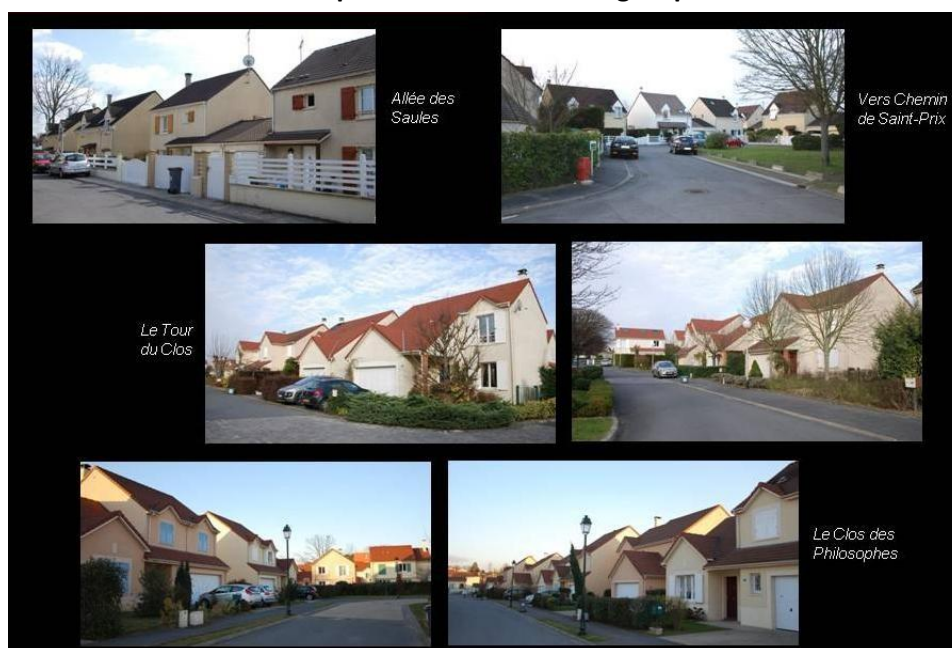 Allée des
Saules
Vers Chemin
de Saint-Prix
Le Tour
du Clos
Le Clos des
Philosophes